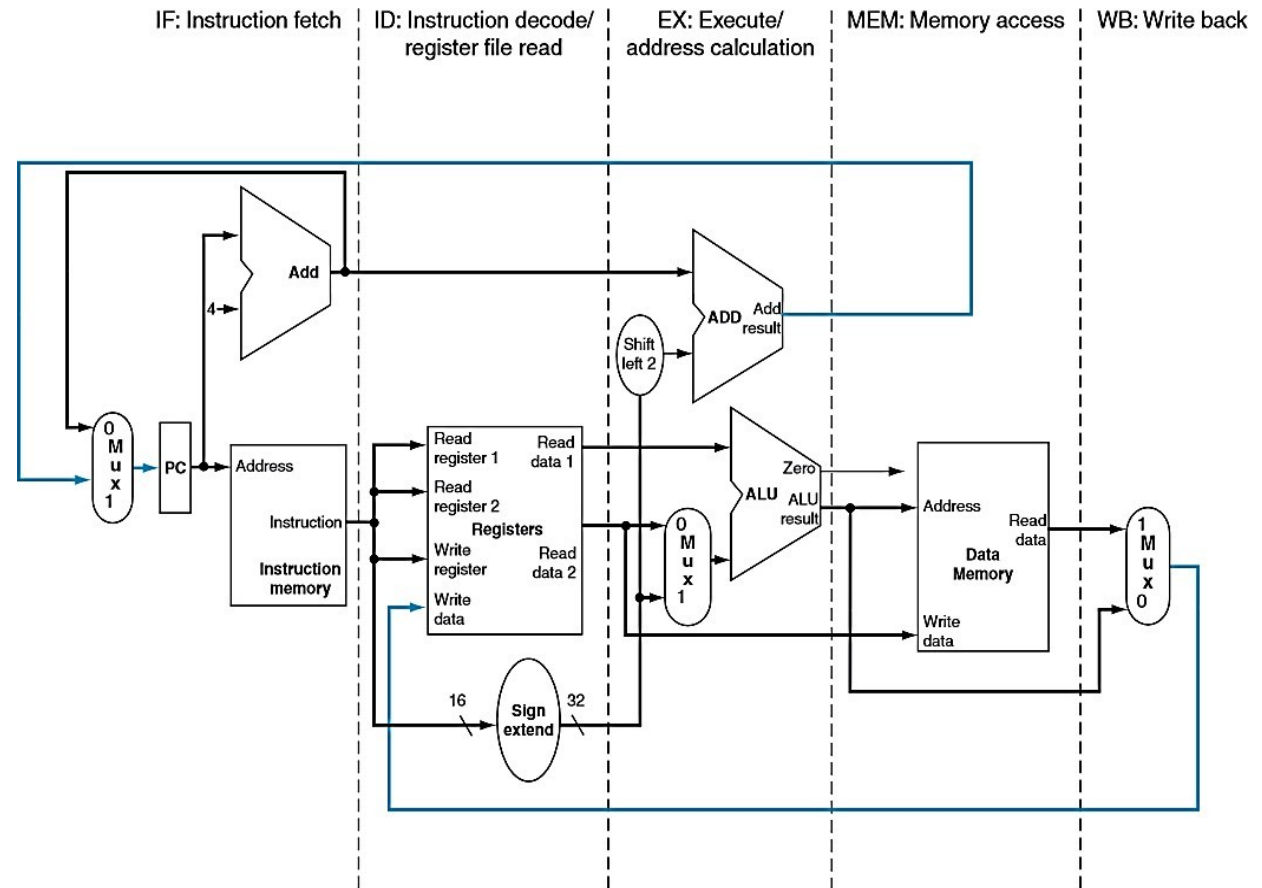 IF: Instruction fetch
ID: Instruction decode/
register file read
EX: Execute/
address calculation
MEM: Memory access
WB: Write back
Add
4
ADD
Add
result
Shift
left 2
0
M
u
x
1
PC
Address
Instruction
Instruction
memory
Read
register 1
Read
data 1
Read
register 2
Registers
Write
register
Read
data 2
Write
data
0
M
u
x
1
Zero
ALU
ALU
result
Address
Read
data
Data
Memory
Write
data
1
M
u
x
0
16
Sign
extend
32